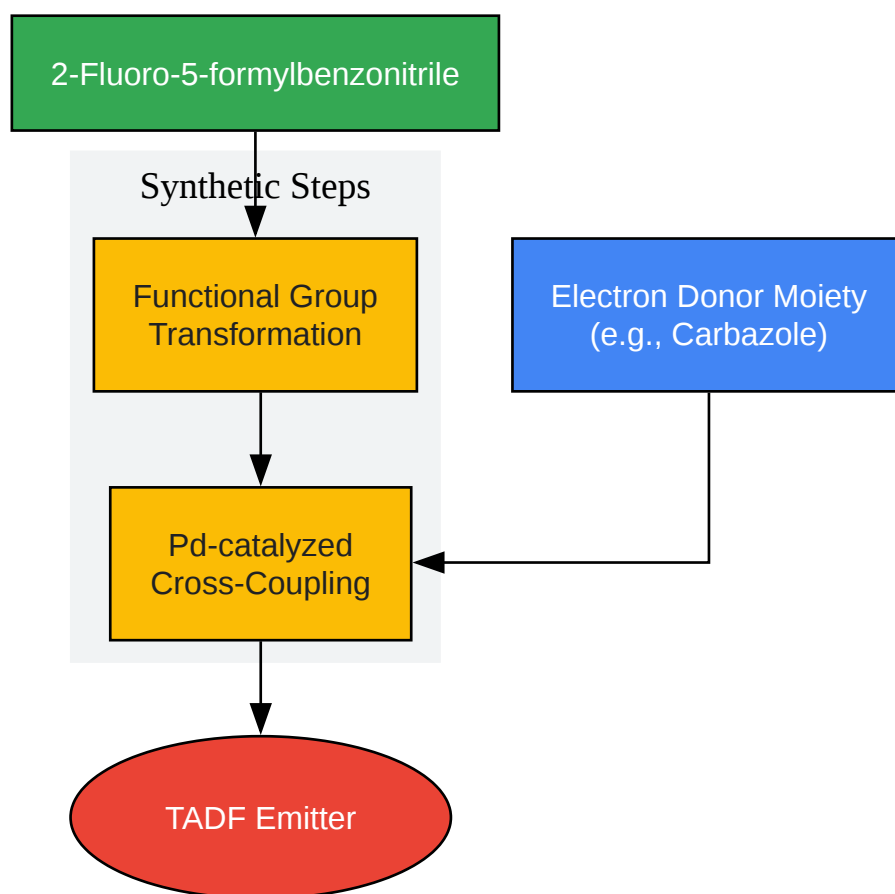 2-Fluoro-5-formylbenzonitrile
Synthetic Steps
Functional Group
Transformation
Electron Donor Moiety
(e.g., Carbazole)
Pd-catalyzed
Cross-Coupling
TADF Emitter